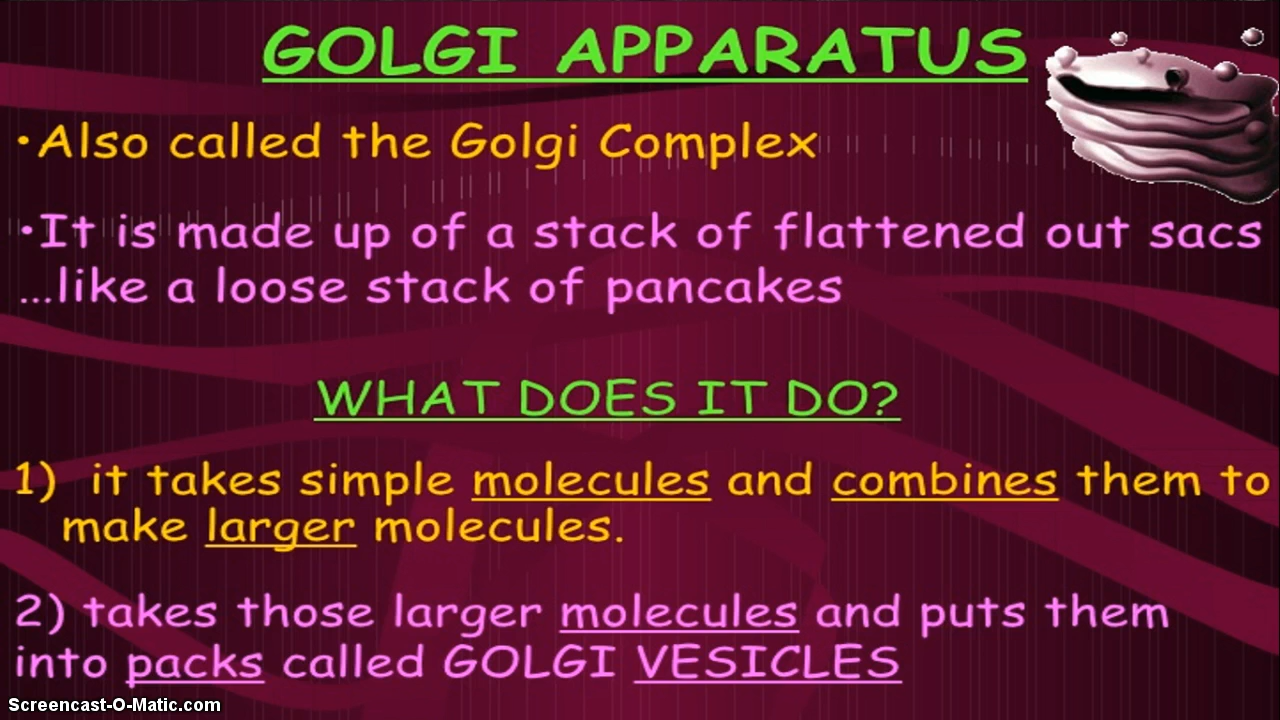 GOLGI APPARATUS
•Also called the Golgi Complex
•It is made up of a stack of flattened out sacs
...like a loose stack of pancakes
WHAT DOES IT DO?
1) it takes simple molecules and combines them to
make larger molecules.
2) takes those larger molecules and puts them
into packs called GOLGI VESICLES
Screencast-O-Matic.com